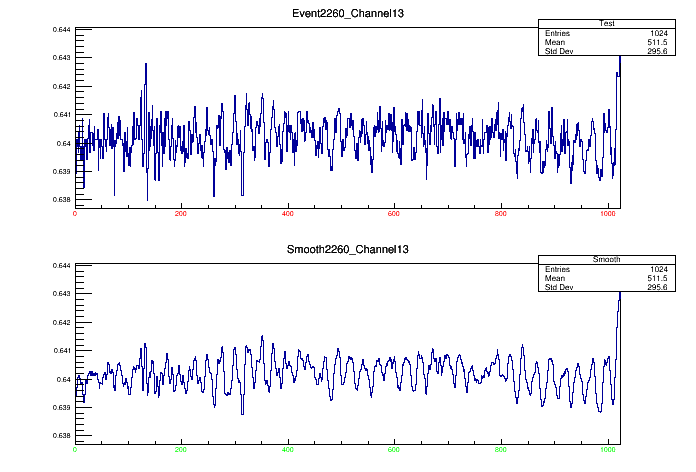 Event2260_Channel13
Test
Entries 1024
Mean 511.5
Std Dev 295.6
0.644
0.643
0.642
0.641
0.64
0.639
0.638
0 200 400 600 800 1000
Smooth2260_Channel13
Smooth
Entries 1024
Mean 511.5
Std Dev 295.6
0.644
0.643
0.642
0.641
0.64
0.639
0.638
0 200 400 600 800 1000